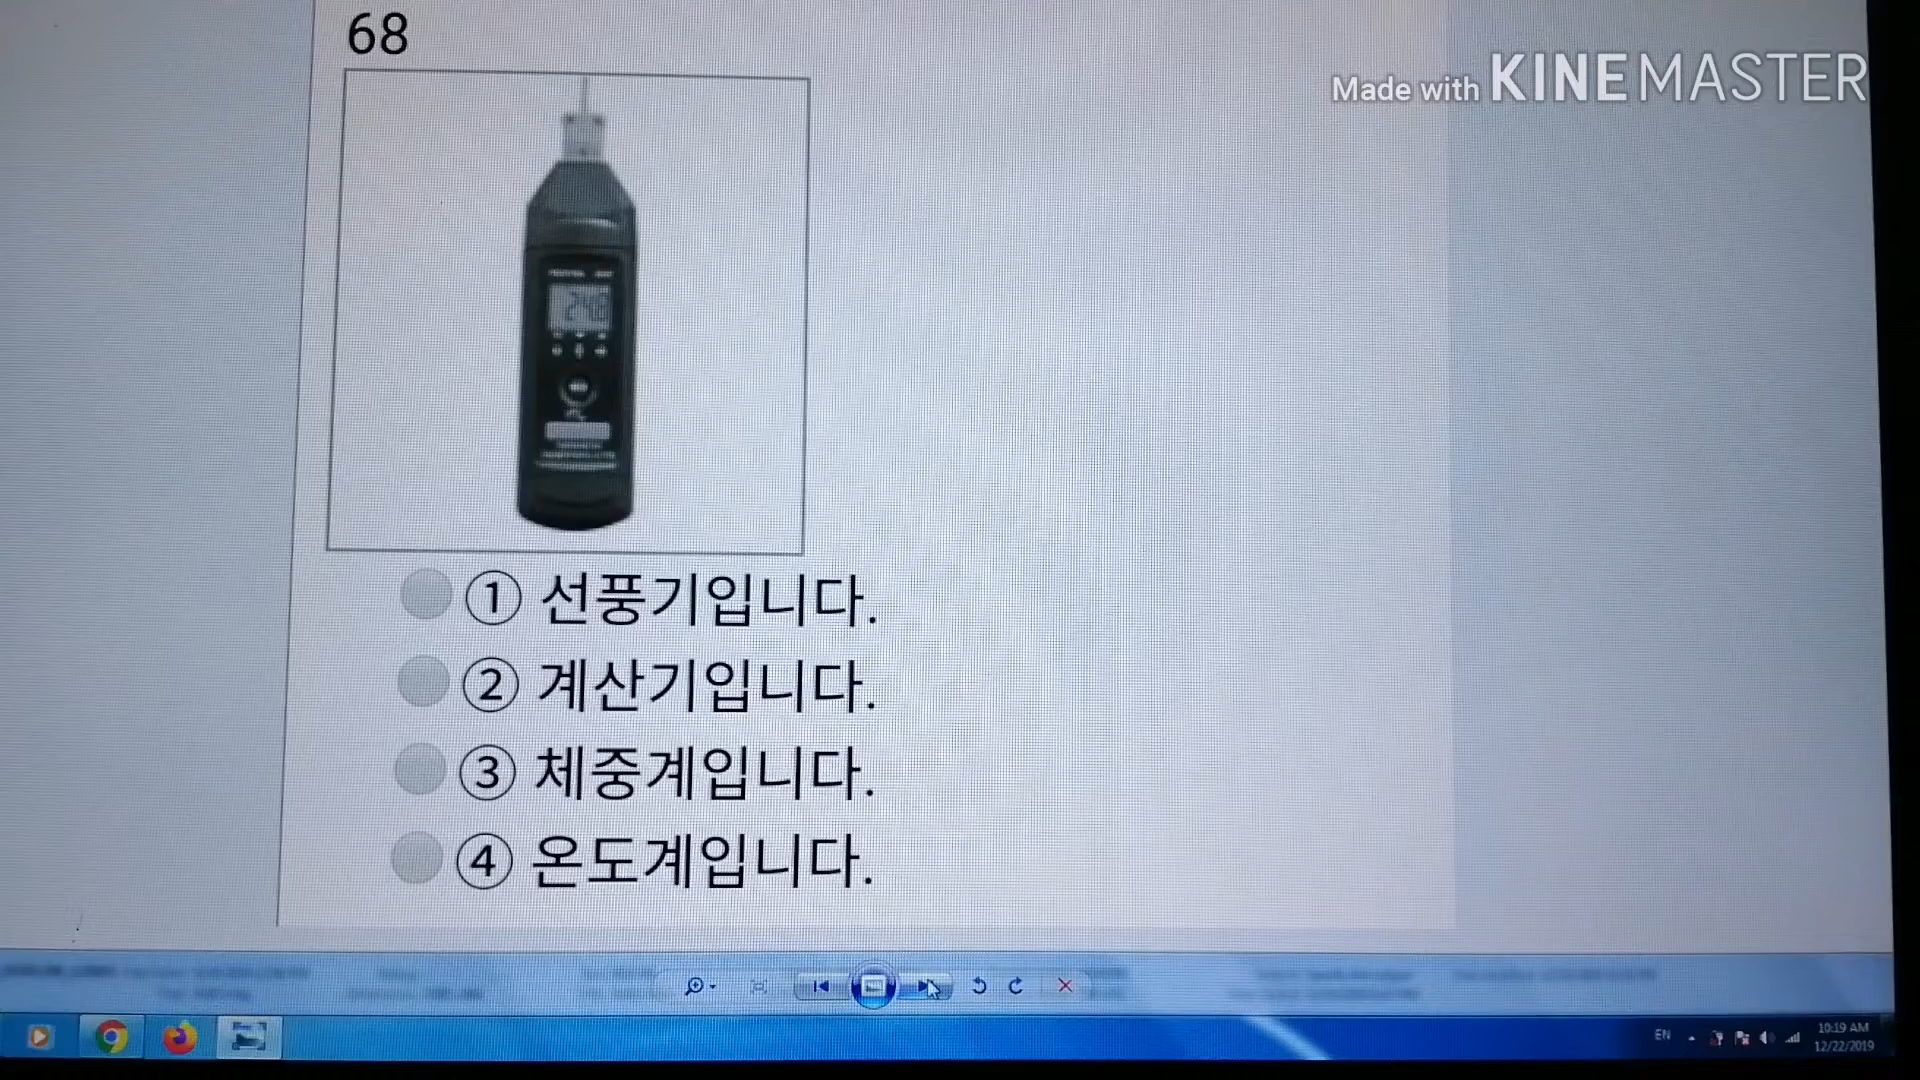 68
Made with KINEMASTER
24.8
① 선풍기입니다.
② 계산기입니다.
③ 체중계입니다.
④ 온도계입니다.
EN
10:19 AM
12/22/2019